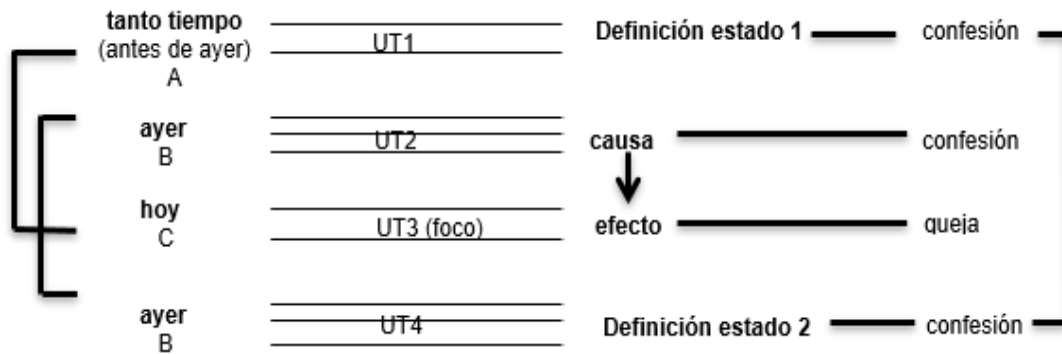 tanto tiempo
(antes de ayer)
A
UT1
Definición estado 1
confesión
ayer
B
UT2
causa
confesión
hoy
C
UT3 (foco)
efecto
queja
ayer
B
UT4
Definición estado 2
confesión